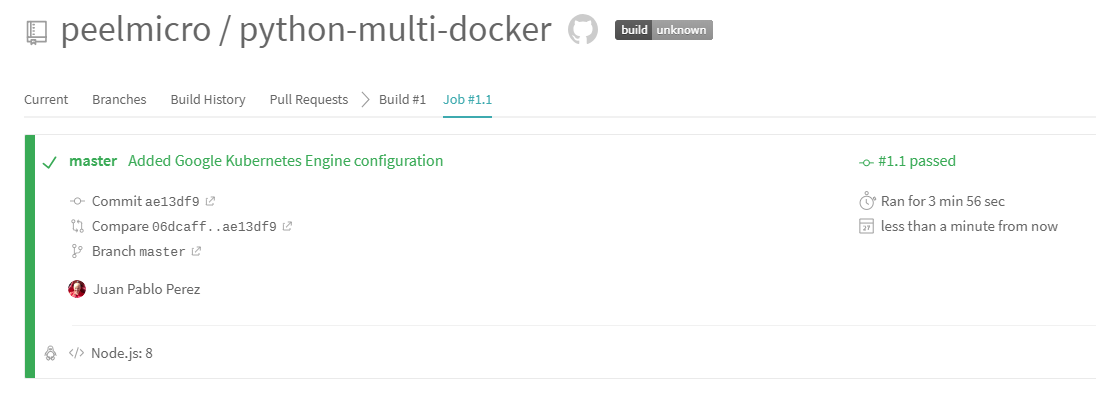 peelmicro / python-multi-docker build unknown
Current Branches Build History Pull Requests Build #1 Job #1.1
master Added Google Kubernetes Engine configuration #1.1 passed
Commit ae13df9 Ran for 3 min 56 sec
Compare 06dcaff..ae13df9 27 less than a minute from now
Branch master
Juan Pablo Perez
</> Node.js: 8